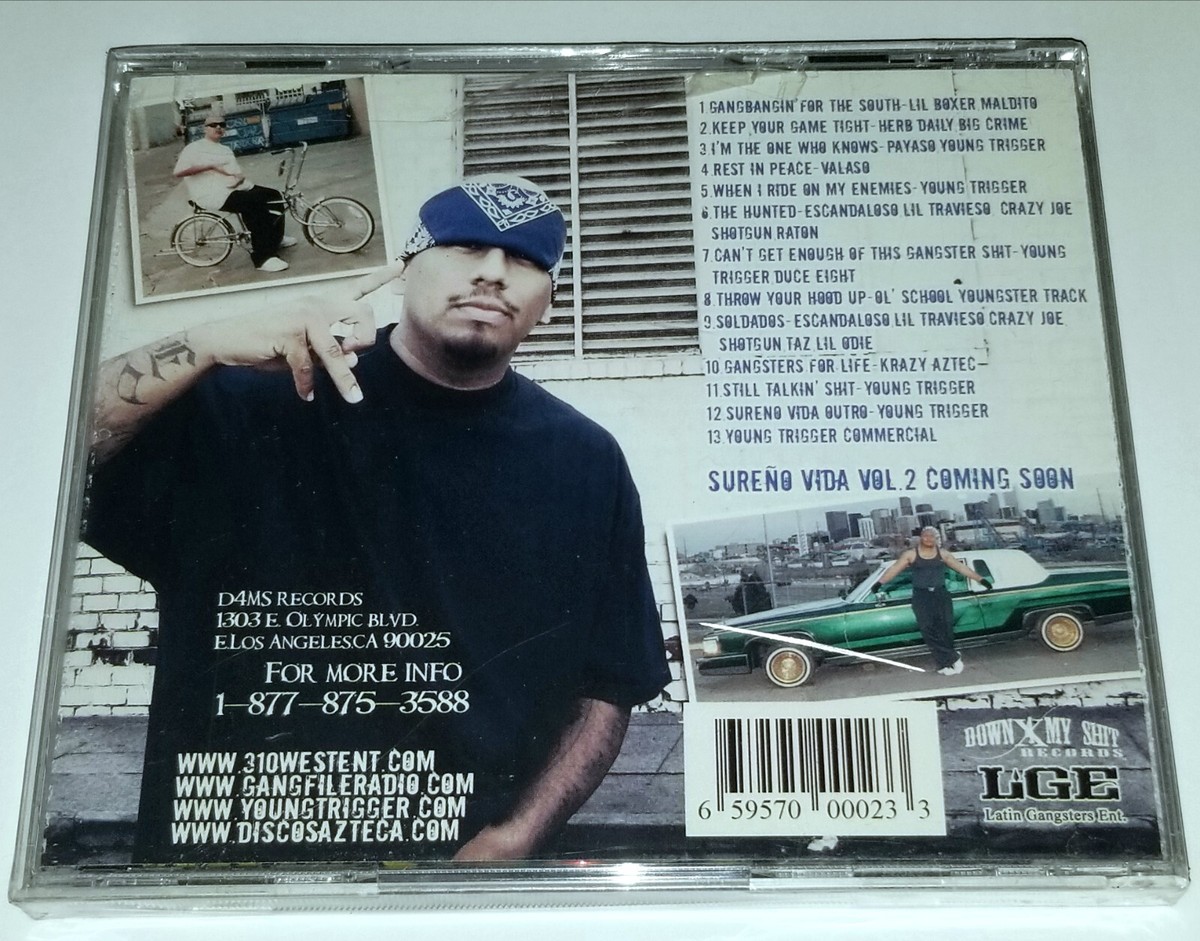 1.GANGBANGIN' FOR THE SOUTH-LIL BOXER MALDITO
2.KEEP YOUR GAME TIGHT-HERB DAILY BIG CRIME
3.I'M THE ONE WHO KNOWS-PAYASO YOUNG TRIGGER
4.REST IN PEACE-VALASO
5.WHEN I RIDE ON MY ENEMIES-YOUNG TRIGGER
6.THE HUNTED-ESCANDALOSO LIL TRAVIESO CRAZY JOE
SHOTGUN RATON
7.CAN'T GET ENOUGH OF THIS GANGSTER SHIT-YOUNG
TRIGGER DUCE EIGHT
8.THROW YOUR HOOD UP-OL' SCHOOL YOUNGSTER TRACK
9.SOLDADOS-ESCANDALOSO LIL TRAVIESO CRAZY JOE
SHOTGUN TAZ LIL ODIE
10.GANGSTERS FOR LIFE-KRAZY AZTEC
11.STILL TALKIN' SHIT-YOUNG TRIGGER
12.SURENO VIDA OUTRO-YOUNG TRIGGER
13.YOUNG TRIGGER COMMERCIAL
SUREÑO VIDA VOL.2 COMING SOON
D4MS RECORDS
1303 E. OLYMPIC BLVD.
E.LOS ANGELES.CA 90025
FOR MORE INFO
1-877-875-3588
WWW.310WESTENT.COM
WWW.GANGFILERADIO.COM
WWW.YOUNGTRIGGER.COM
WWW.DISCOSAZTECA.COM
6 59570 00023 3
DOWN X MY SHIT
RECORDS
LGE
Latin Gangsters Ent.